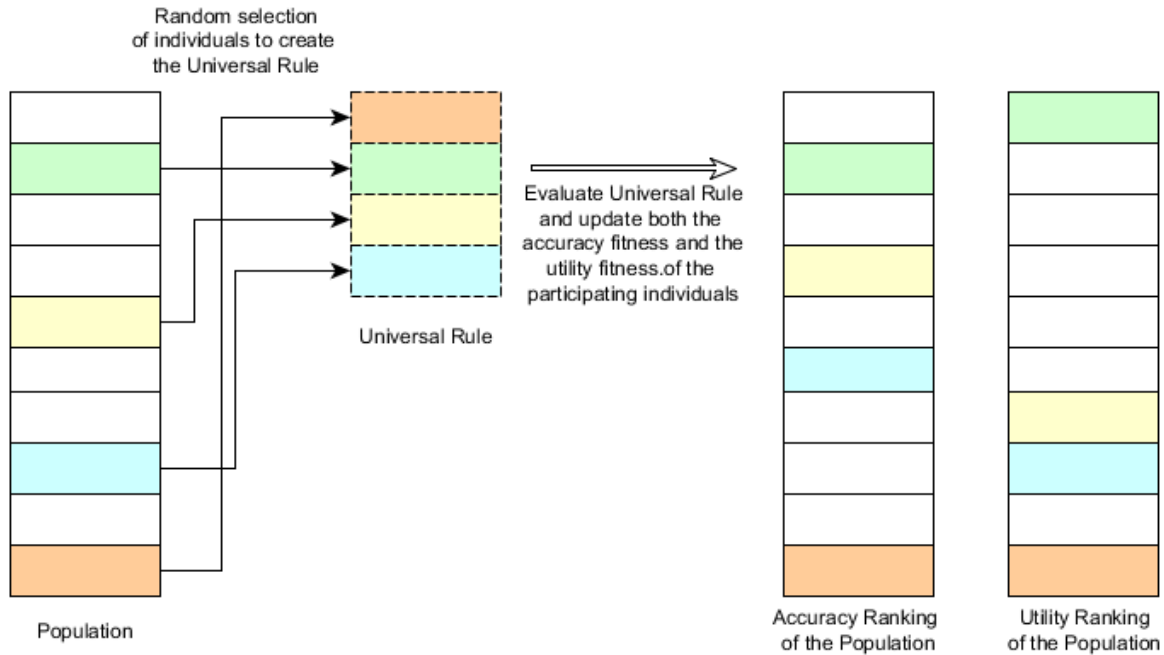 Random selection
of individuals to create
the Universal Rule
Evaluate Universal Rule
and update both the
accuracy fitness and the
utility fitness.of the
participating individuals
Universal Rule
Population
Accuracy Ranking
of the Population
Utility Ranking
of the Population